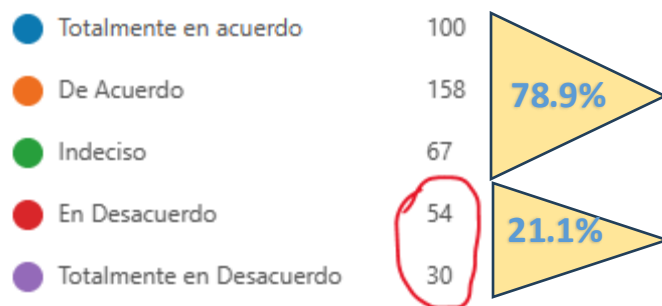 Totalmente en acuerdo 100
De Acuerdo 158
78.9%
Indeciso 67
En Desacuerdo 54
21.1%
Totalmente en Desacuerdo 30